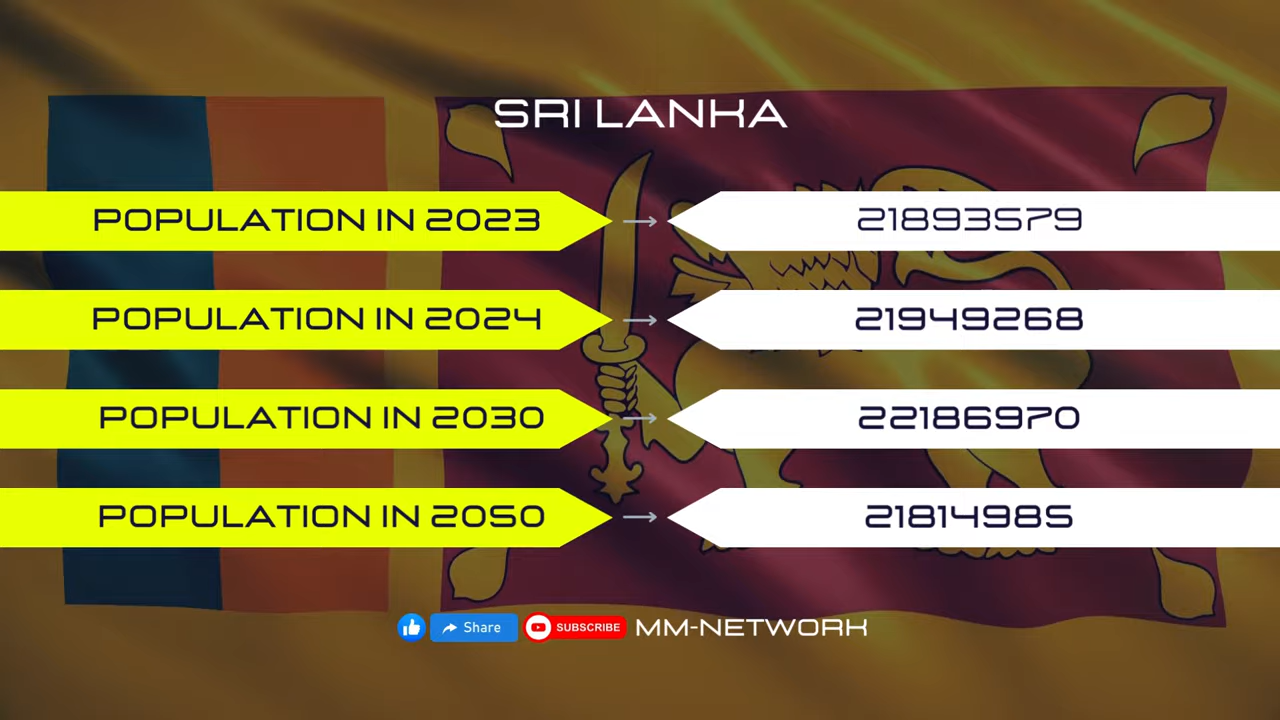 SRI LANKA
POPULATION IN 2023 → 21893579
POPULATION IN 2024 → 21949268
POPULATION IN 2030 → 22186970
POPULATION IN 2050 → 21814985
Share SUBSCRIBE MM-NETWORK